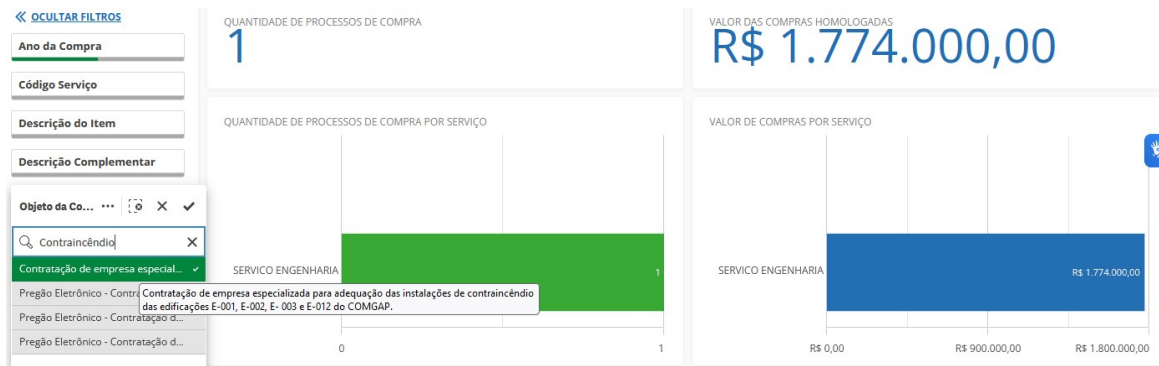 OCULTAR FILTROS
Ano da Compra
Código Serviço
Descrição do Item
Descrição Complementar
Objeto da Co... ...
Contraincêndio
Contratação de empresa especial...
Pregão Eletrônico - Contra
Contratação de empresa especializada para adequação das instalações de contraincêndio
das edificações E-001, E-002, E- 003 e E-012 do COMGAP.
Pregão Eletrônico - Contratação d...
Pregão Eletrônico - Contratação d...
QUANTIDADE DE PROCESSOS DE COMPRA
1
VALOR DAS COMPRAS HOMOLOGADAS
R$ 1.774.000,00
QUANTIDADE DE PROCESSOS DE COMPRA POR SERVIÇO
SERVICO ENGENHARIA
1
0 1
VALOR DE COMPRAS POR SERVIÇO
SERVICO ENGENHARIA
R$ 1.774.000,00
R$ 0,00 R$ 900.000,00 R$ 1.800.000,00